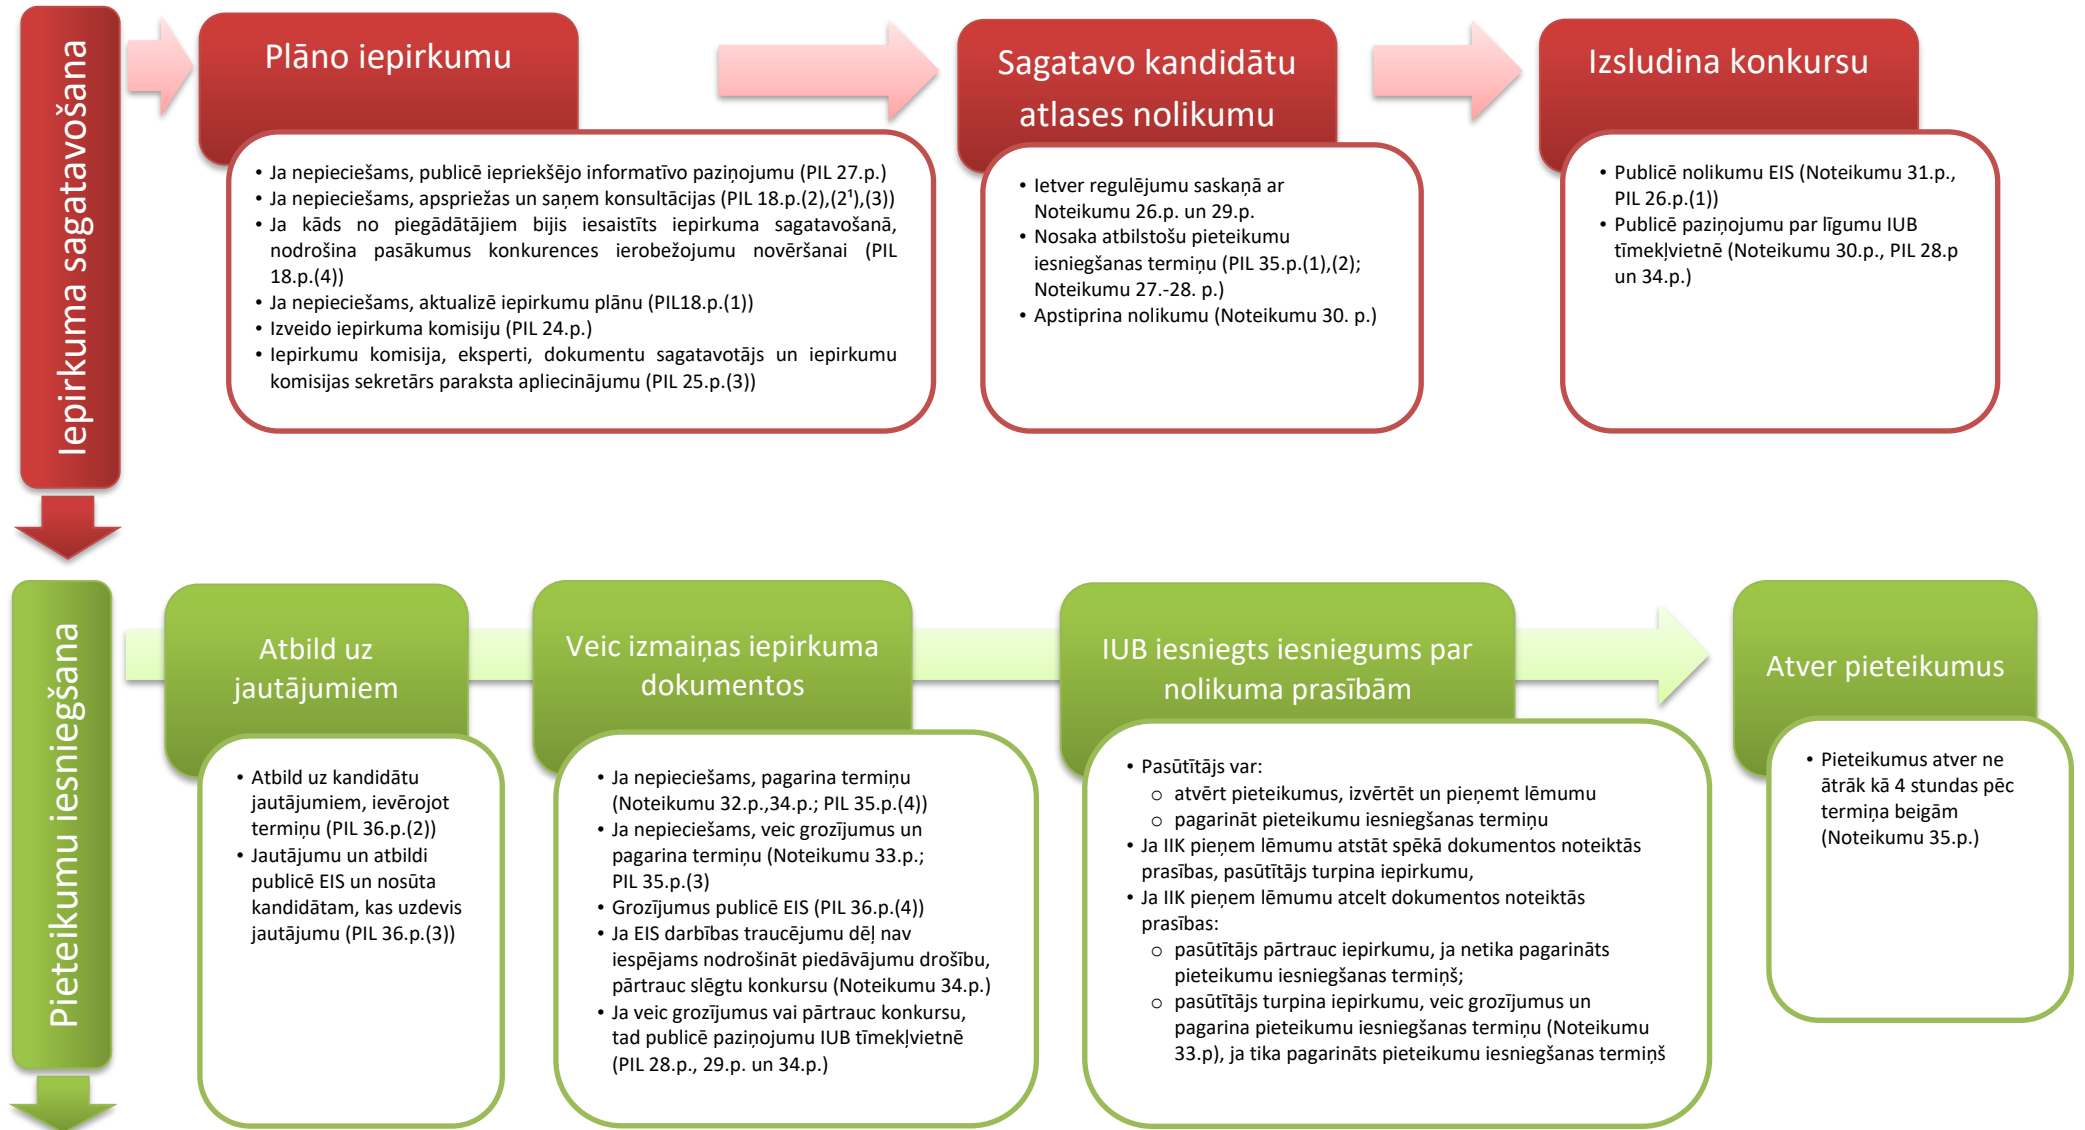 Iepirkuma sagatavošana
Plāno iepirkumu
• Ja nepieciešams, publicē iepriekšējo informatīvo paziņojumu (PIL 27.p.)
• Ja nepieciešams, apspriežas un saņem konsultācijas (PIL 18.p.(2),(2¹),(3))
• Ja kāds no piegādātājiem bijis iesaistīts iepirkuma sagatavošanā,
nodrošina pasākumus konkurences ierobežojumu novēršanai (PIL
18.p.(4))
• Ja nepieciešams, aktualizē iepirkumu plānu (PIL18.p.(1))
• Izveido iepirkuma komisiju (PIL 24.p.)
• Iepirkumu komisija, eksperti, dokumentu sagatavotājs un iepirkumu
komisijas sekretārs paraksta apliecinājumu (PIL 25.p.(3))
Sagatavo kandidātu
atlases nolikumu
• Ietver regulējumu saskaņā ar
Noteikumu 26.p. un 29.p.
• Nosaka atbilstošu pieteikumu
iesniegšanas termiņu (PIL 35.p.(1),(2);
Noteikumu 27.-28. p.)
• Apstiprina nolikumu (Noteikumu 30. p.)
Izsludina konkursu
• Publicē nolikumu EIS (Noteikumu 31.p.,
PIL 26.p.(1))
• Publicē paziņojumu par līgumu IUB
tīmekļvietnē (Noteikumu 30.p., PIL 28.p
un 34.p.)
Pieteikumu iesniegšana
Atbild uz
jautājumiem
• Atbild uz kandidātu
jautājumiem, ievērojot
termiņu (PIL 36.p.(2))
• Jautājumu un atbildi
publicē EIS un nosūta
kandidātam, kas uzdevis
jautājumu (PIL 36.p.(3))
Veic izmaiņas iepirkuma
dokumentos
• Ja nepieciešams, pagarina termiņu
(Noteikumu 32.p.,34.p.; PIL 35.p.(4))
• Ja nepieciešams, veic grozījumus un
pagarina termiņu (Noteikumu 33.p.;
PIL 35.p.(3)
• Grozījumus publicē EIS (PIL 36.p.(4))
• Ja EIS darbības traucējumu dēļ nav
iespējams nodrošināt piedāvājumu drošību,
pārtrauc slēgtu konkursu (Noteikumu 34.p.)
• Ja veic grozījumus vai pārtrauc konkursu,
tad publicē paziņojumu IUB tīmekļvietnē
(PIL 28.p., 29.p. un 34.p.)
IUB iesniegts iesniegums par
nolikuma prasībām
• Pasūtītājs var:
○ atvērt pieteikumus, izvērtēt un pieņemt lēmumu
○ pagarināt pieteikumu iesniegšanas termiņu
• Ja IIK pieņem lēmumu atstāt spēkā dokumentos noteiktās
prasības, pasūtītājs turpina iepirkumu,
• Ja IIK pieņem lēmumu atcelt dokumentos noteiktās
prasības:
○ pasūtītājs pārtrauc iepirkumu, ja netika pagarināts
pieteikumu iesniegšanas termiņš;
○ pasūtītājs turpina iepirkumu, veic grozījumus un
pagarina pieteikumu iesniegšanas termiņu (Noteikumu
33.p), ja tika pagarināts pieteikumu iesniegšanas termiņš
Atver pieteikumus
• Pieteikumus atver ne
ātrāk kā 4 stundas pēc
termiņa beigām
(Noteikumu 35.p.)